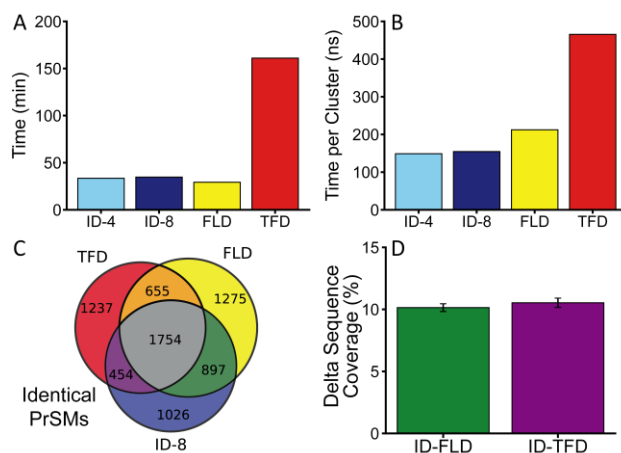 A
200
150
100
50
0
Time (min)
ID-4 ID-8 FLD TFD
B
500
400
300
200
100
0
Time per Cluster (ns)
ID-4 ID-8 FLD TFD
C
TFD
FLD
1237
655
1275
1754
454
897
1026
Identical
PrSMs
ID-8
D
15
10
5
0
Delta Sequence
Coverage (%)
ID-FLD ID-TFD